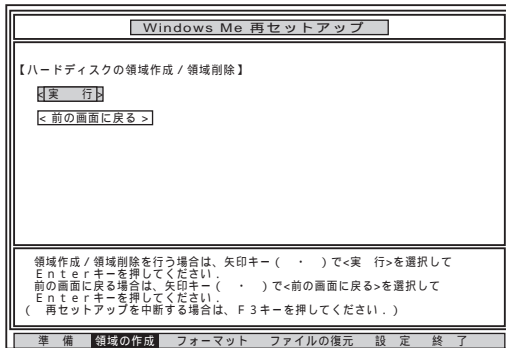 Windows Me 再セットアップ
【ハードディスクの領域作成/領域削除】
<実　行>
<前の画面に戻る>
領域作成/領域削除を行う場合は、矢印キー(　・　)で<実　行>を選択して
Enterキーを押してください.
前の画面に戻る場合は、矢印キー(　・　)で<前の画面に戻る>を選択して
Enterキーを押してください.
(　再セットアップを中断する場合は、F3キーを押してください.)
準　備　領域の作成　フォーマット　ファイルの復元　設　定　終　了